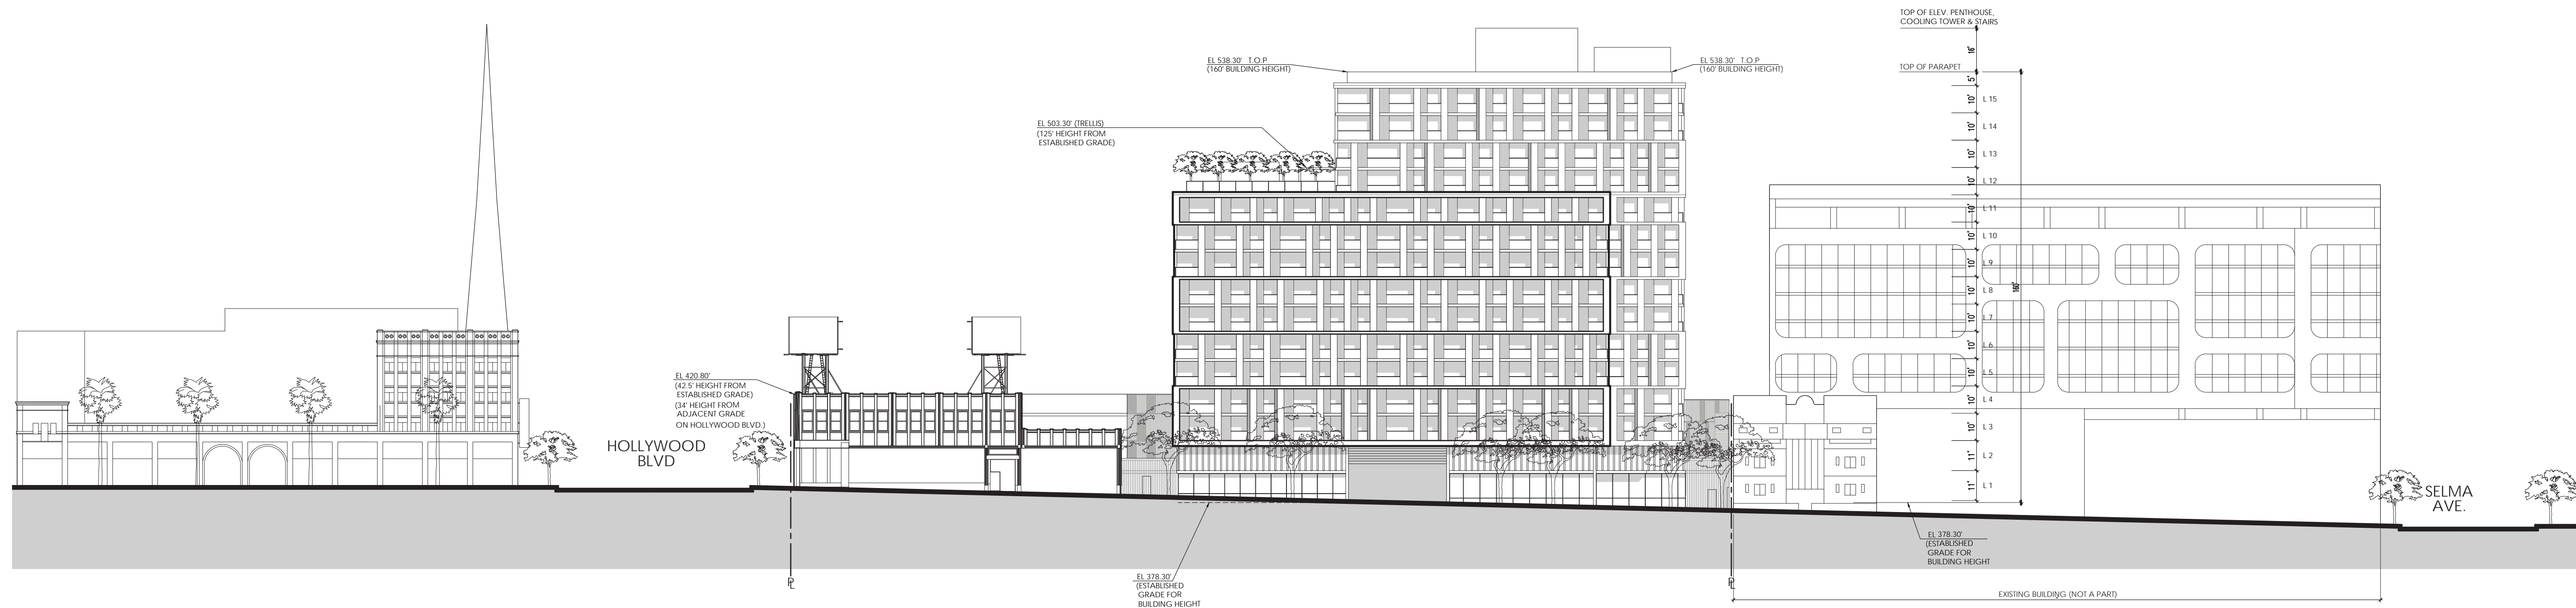 TOP OF ELEV. PENTHOUSE,
COOLING TOWER & STAIRS
16'
TOP OF PARAPET
5'
10' L 15
10' L 14
10' L 13
10' L 12
10' L 11
10' L 10
10' L 9
10' L 8
10' L 7
10' L 6
10' L 5
10' L 4
10' L 3
11' L 2
11' L 1
160'
EL 538.30' T.O.P
(160' BUILDING HEIGHT)
EL 538.30' T.O.P
(160' BUILDING HEIGHT)
EL 503.30' (TRELLIS)
(125' HEIGHT FROM
ESTABLISHED GRADE)
EL 420.80'
(42.5' HEIGHT FROM
ESTABLISHED GRADE)
(34' HEIGHT FROM
ADJACENT GRADE
ON HOLLYWOOD BLVD.)
HOLLYWOOD
BLVD
SELMA
AVE.
EL 378.30'
(ESTABLISHED
GRADE FOR
BUILDING HEIGHT
EL 378.30'
(ESTABLISHED
GRADE FOR
BUILDING HEIGHT
PL
PL
EXISTING BUILDING (NOT A PART)